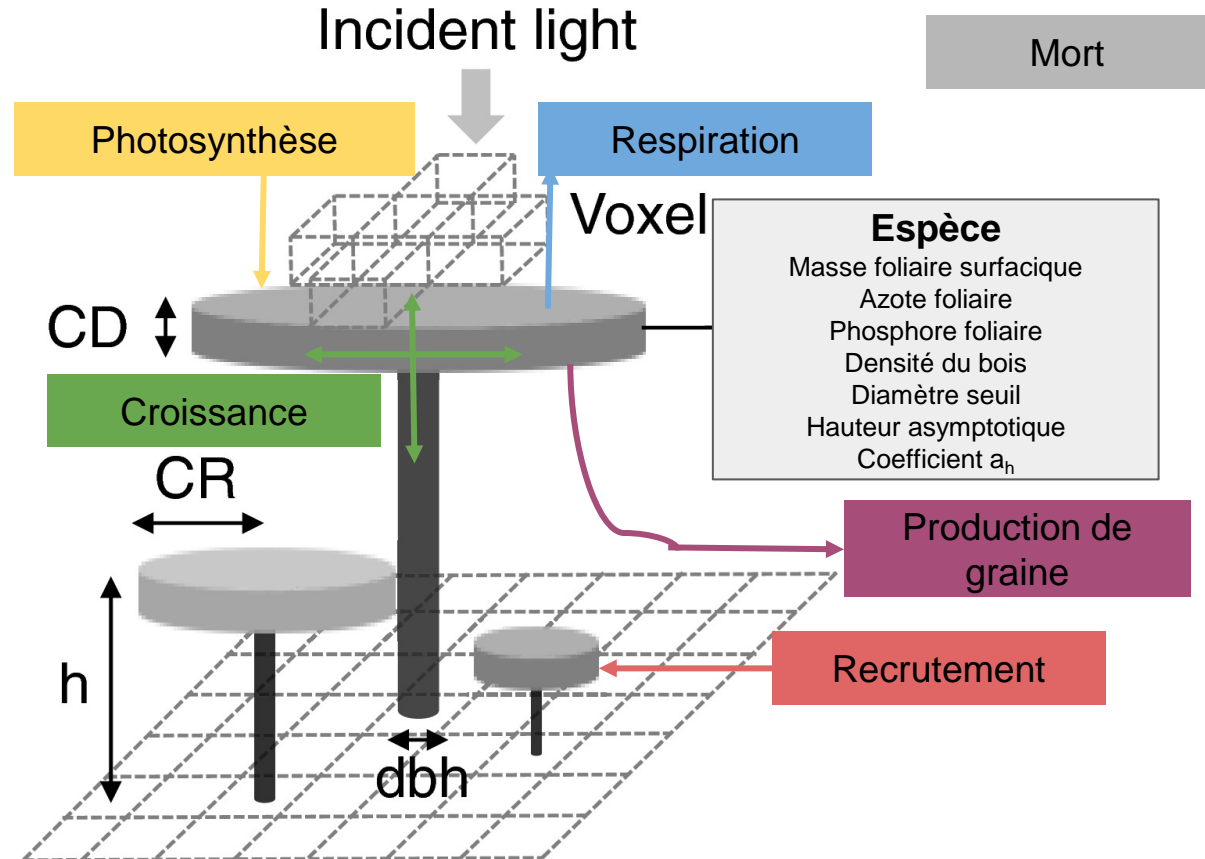 Incident light
Mort
Photosynthèse
Respiration
Voxel
Espèce
Masse foliaire surfacique
Azote foliaire
Phosphore foliaire
Densité du bois
Diamètre seuil
Hauteur asymptotique
Coefficient aₕ
CD
Croissance
CR
Production de
graine
Recrutement
h
dbh